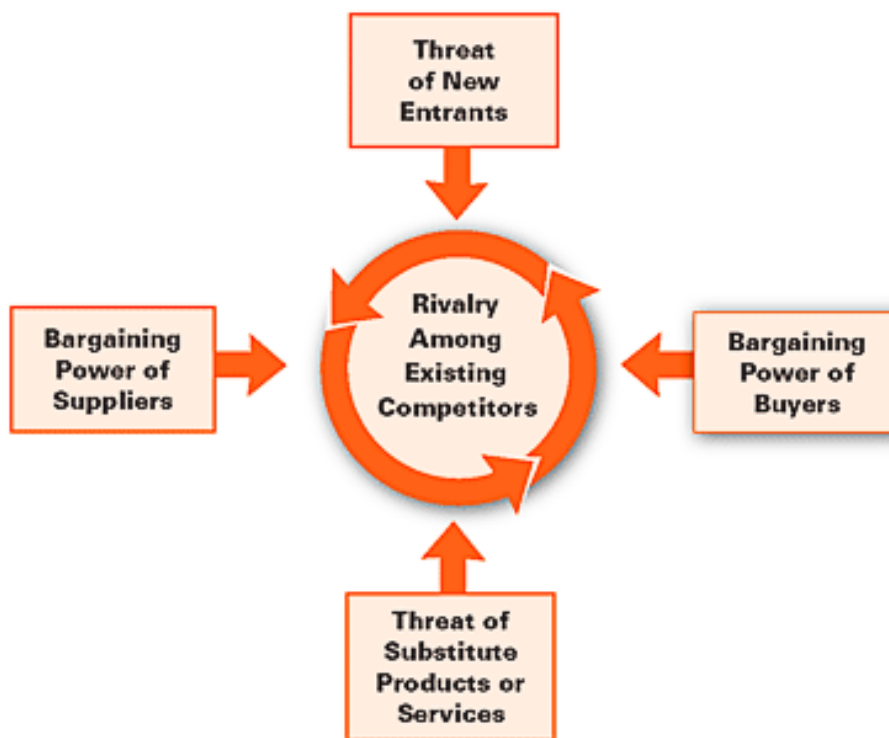 Threat
of New
Entrants
Rivalry
Among
Existing
Competitors
Bargaining
Power of
Suppliers
Bargaining
Power of
Buyers
Threat of
Substitute
Products or
Services